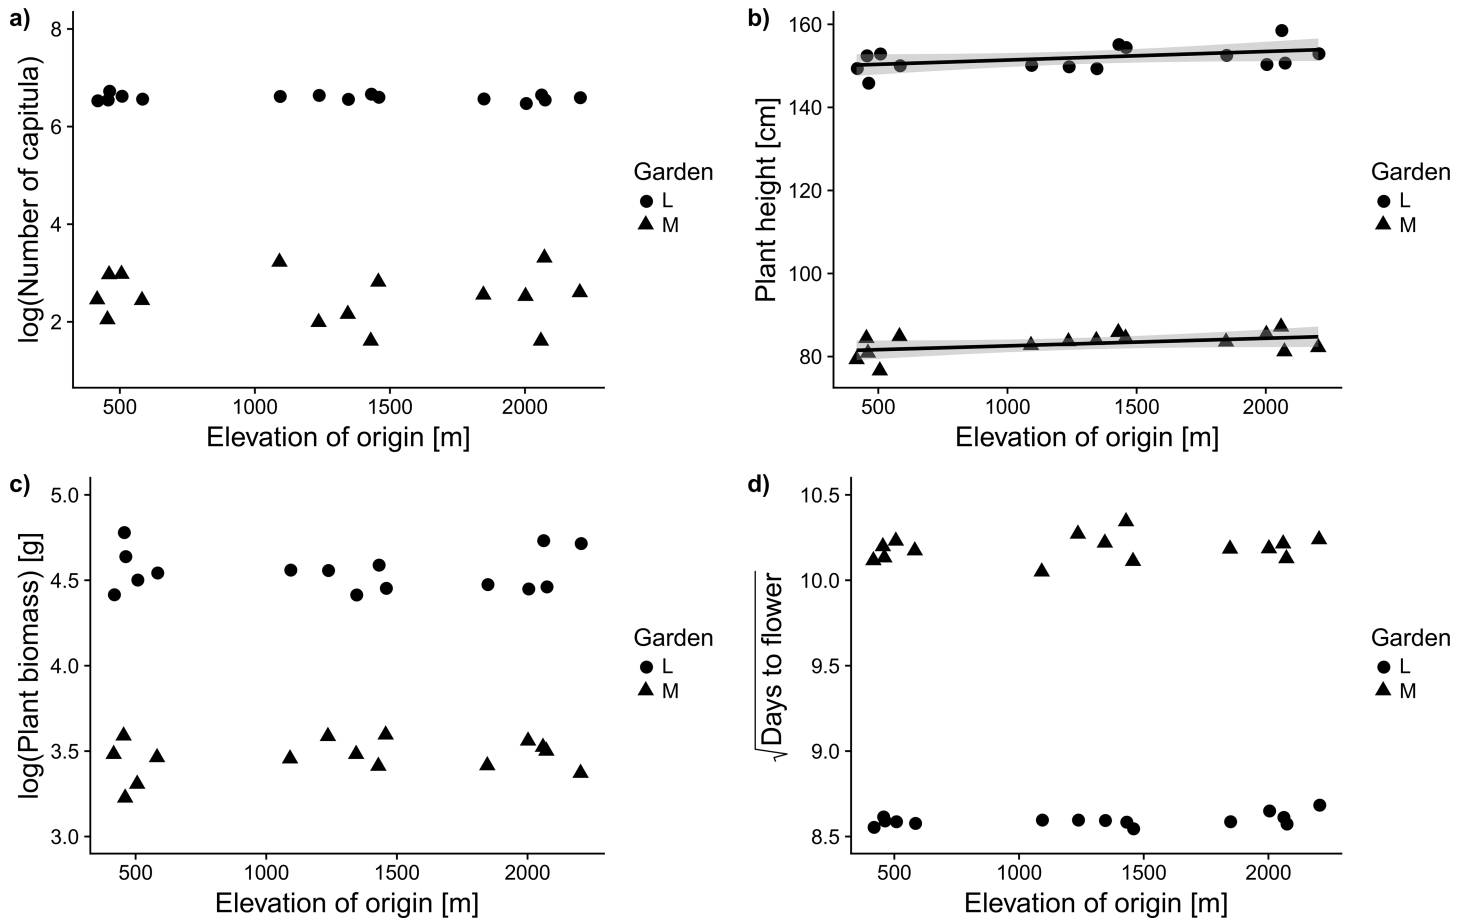 a)
8
6
4
2
log(Number of capitula)
500 1000 1500 2000
Elevation of origin [m]
Garden
L
M
b)
160
140
120
100
80
Plant height [cm]
500 1000 1500 2000
Elevation of origin [m]
Garden
L
M
c)
5.0
4.5
4.0
3.5
3.0
log(Plant biomass) [g]
500 1000 1500 2000
Elevation of origin [m]
Garden
L
M
d)
10.5
10.0
9.5
9.0
8.5
√Days to flower
500 1000 1500 2000
Elevation of origin [m]
Garden
L
M